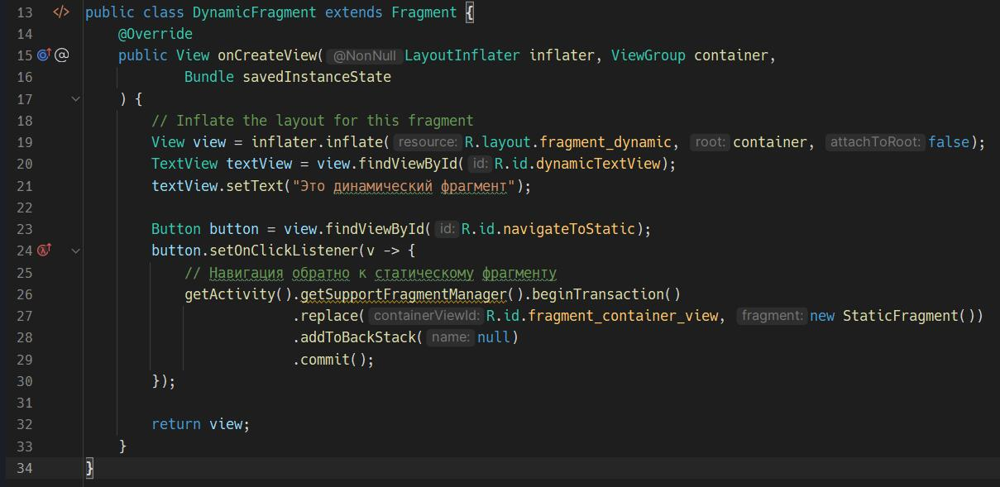 13 </> public class DynamicFragment extends Fragment {
14 @Override
15 @ public View onCreateView( @NonNull LayoutInflater inflater, ViewGroup container,
16 Bundle savedInstanceState
17 ) {
18 // Inflate the layout for this fragment
19 View view = inflater.inflate( resource: R.layout.fragment_dynamic, root: container, attachToRoot: false);
20 TextView textView = view.findViewById( id: R.id.dynamicTextView);
21 textView.setText("Это динамический фрагмент");
22
23 Button button = view.findViewById( id: R.id.navigateToStatic);
24 button.setOnClickListener(v -> {
25 // Навигация обратно к статическому фрагменту
26 getActivity().getSupportFragmentManager().beginTransaction()
27 .replace( containerViewId: R.id.fragment_container_view, fragment: new StaticFragment())
28 .addToBackStack( name: null)
29 .commit();
30 });
31
32 return view;
33 }
34 }